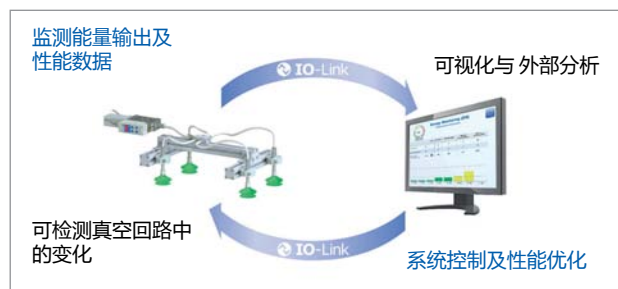 监测能量输出及
性能数据
IO-Link
可视化与 外部分析
可检测真空回路中
的变化
IO-Link
系统控制及性能优化